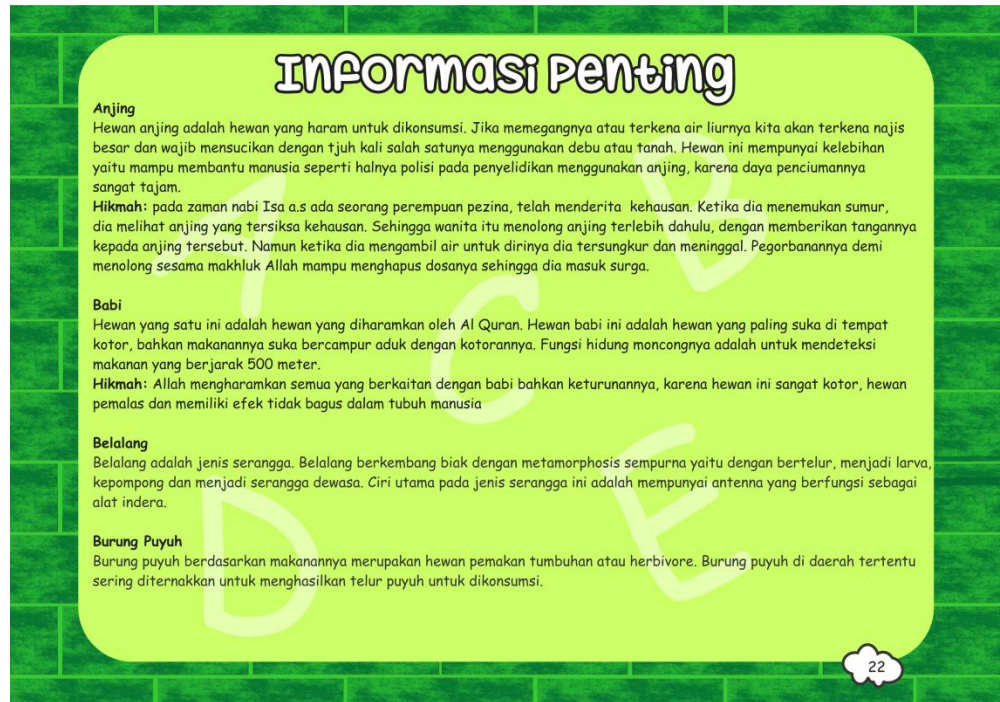 Informasi Penting
Anjing
Hewan anjing adalah hewan yang haram untuk dikonsumsi. Jika memegangnya atau terkena air liurnya kita akan terkena najis
besar dan wajib mensucikan dengan tjuh kali salah satunya menggunakan debu atau tanah. Hewan ini mempunyai kelebihan
yaitu mampu membantu manusia seperti halnya polisi pada penyelidikan menggunakan anjing, karena daya penciumannya
sangat tajam.
Hikmah: pada zaman nabi Isa a.s ada seorang perempuan pezina, telah menderita kehausan. Ketika dia menemukan sumur,
dia melihat anjing yang tersiksa kehausan. Sehingga wanita itu menolong anjing terlebih dahulu, dengan memberikan tangannya
kepada anjing tersebut. Namun ketika dia mengambil air untuk dirinya dia tersungkur dan meninggal. Pegorbanannya demi
menolong sesama makhluk Allah mampu menghapus dosanya sehingga dia masuk surga.
Babi
Hewan yang satu ini adalah hewan yang diharamkan oleh Al Quran. Hewan babi ini adalah hewan yang paling suka di tempat
kotor, bahkan makanannya suka bercampur aduk dengan kotorannya. Fungsi hidung moncongnya adalah untuk mendeteksi
makanan yang berjarak 500 meter.
Hikmah: Allah mengharamkan semua yang berkaitan dengan babi bahkan keturunannya, karena hewan ini sangat kotor, hewan
pemalas dan memiliki efek tidak bagus dalam tubuh manusia
Belalang
Belalang adalah jenis serangga. Belalang berkembang biak dengan metamorphosis sempurna yaitu dengan bertelur, menjadi larva,
kepompong dan menjadi serangga dewasa. Ciri utama pada jenis serangga ini adalah mempunyai antenna yang berfungsi sebagai
alat indera.
Burung Puyuh
Burung puyuh berdasarkan makanannya merupakan hewan pemakan tumbuhan atau herbivore. Burung puyuh di daerah tertentu
sering diternakkan untuk menghasilkan telur puyuh untuk dikonsumsi.
A
B
C
D
E
22